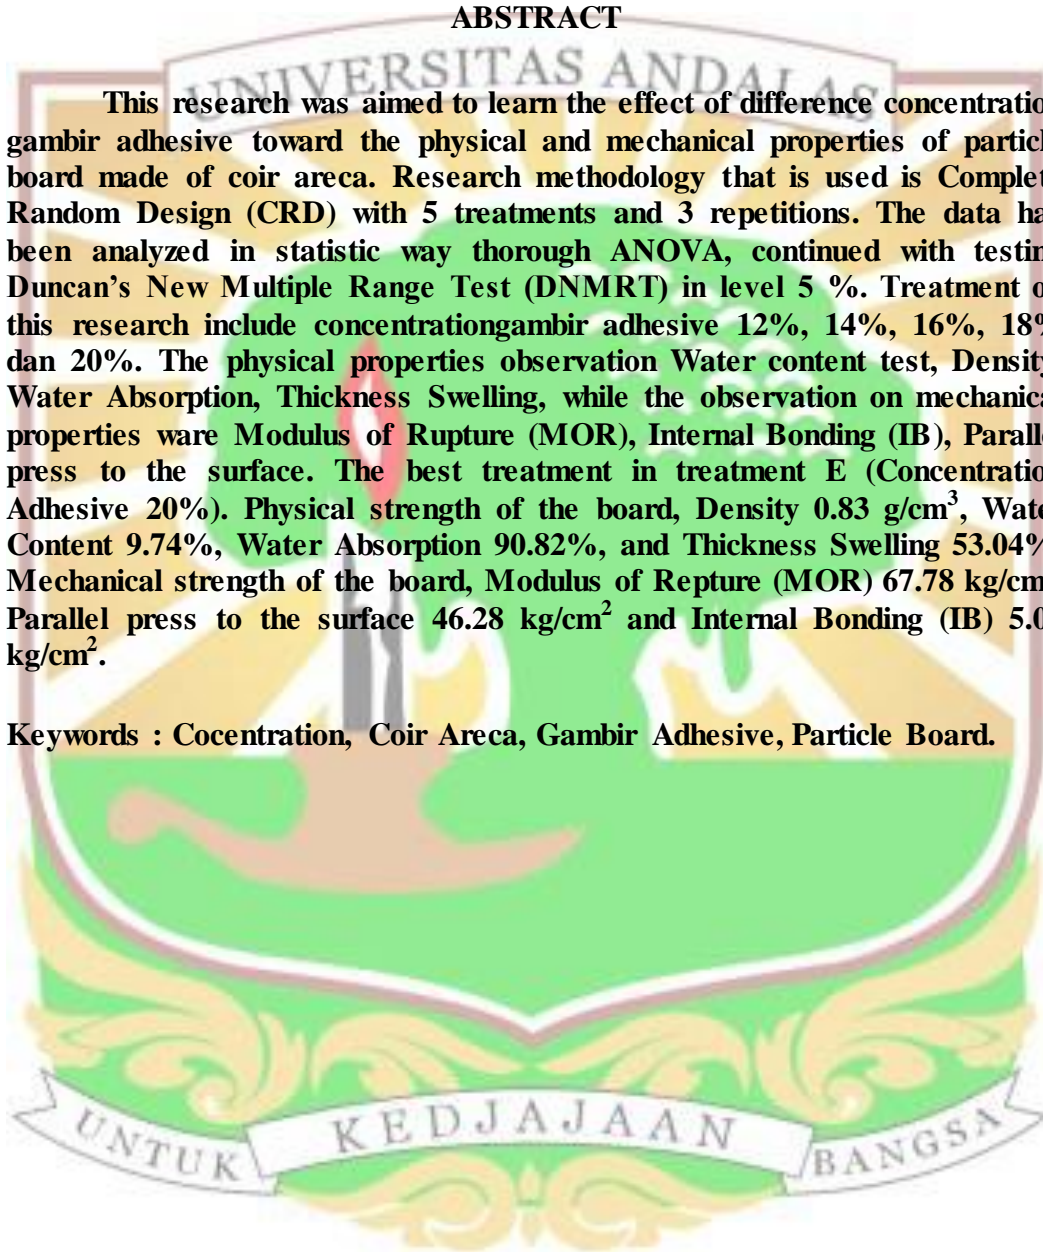 ABSTRACT
UNIVERSITAS ANDALAS
This research was aimed to learn the effect of difference concentratio
gambir adhesive toward the physical and mechanical properties of particl
board made of coir areca. Research methodology that is used is Complet
Random Design (CRD) with 5 treatments and 3 repetitions. The data ha
been analyzed in statistic way thorough ANOVA, continued with testin
Duncan's New Multiple Range Test (DNMRT) in level 5 %. Treatment o
this research include concentrationgambir adhesive 12%, 14%, 16%, 18%
dan 20%. The physical properties observation Water content test, Density
Water Absorption, Thickness Swelling, while the observation on mechanica
properties ware Modulus of Rupture (MOR), Internal Bonding (IB), Paralle
press to the surface. The best treatment in treatment E (Concentratio
Adhesive 20%). Physical strength of the board, Density 0.83 g/cm³, Wate
Content 9.74%, Water Absorption 90.82%, and Thickness Swelling 53.04%
Mechanical strength of the board, Modulus of Repture (MOR) 67.78 kg/cm
Parallel press to the surface 46.28 kg/cm² and Internal Bonding (IB) 5.0
kg/cm².
Keywords : Cocentration, Coir Areca, Gambir Adhesive, Particle Board.
UNTUK KEDJAJAAN BANGSA